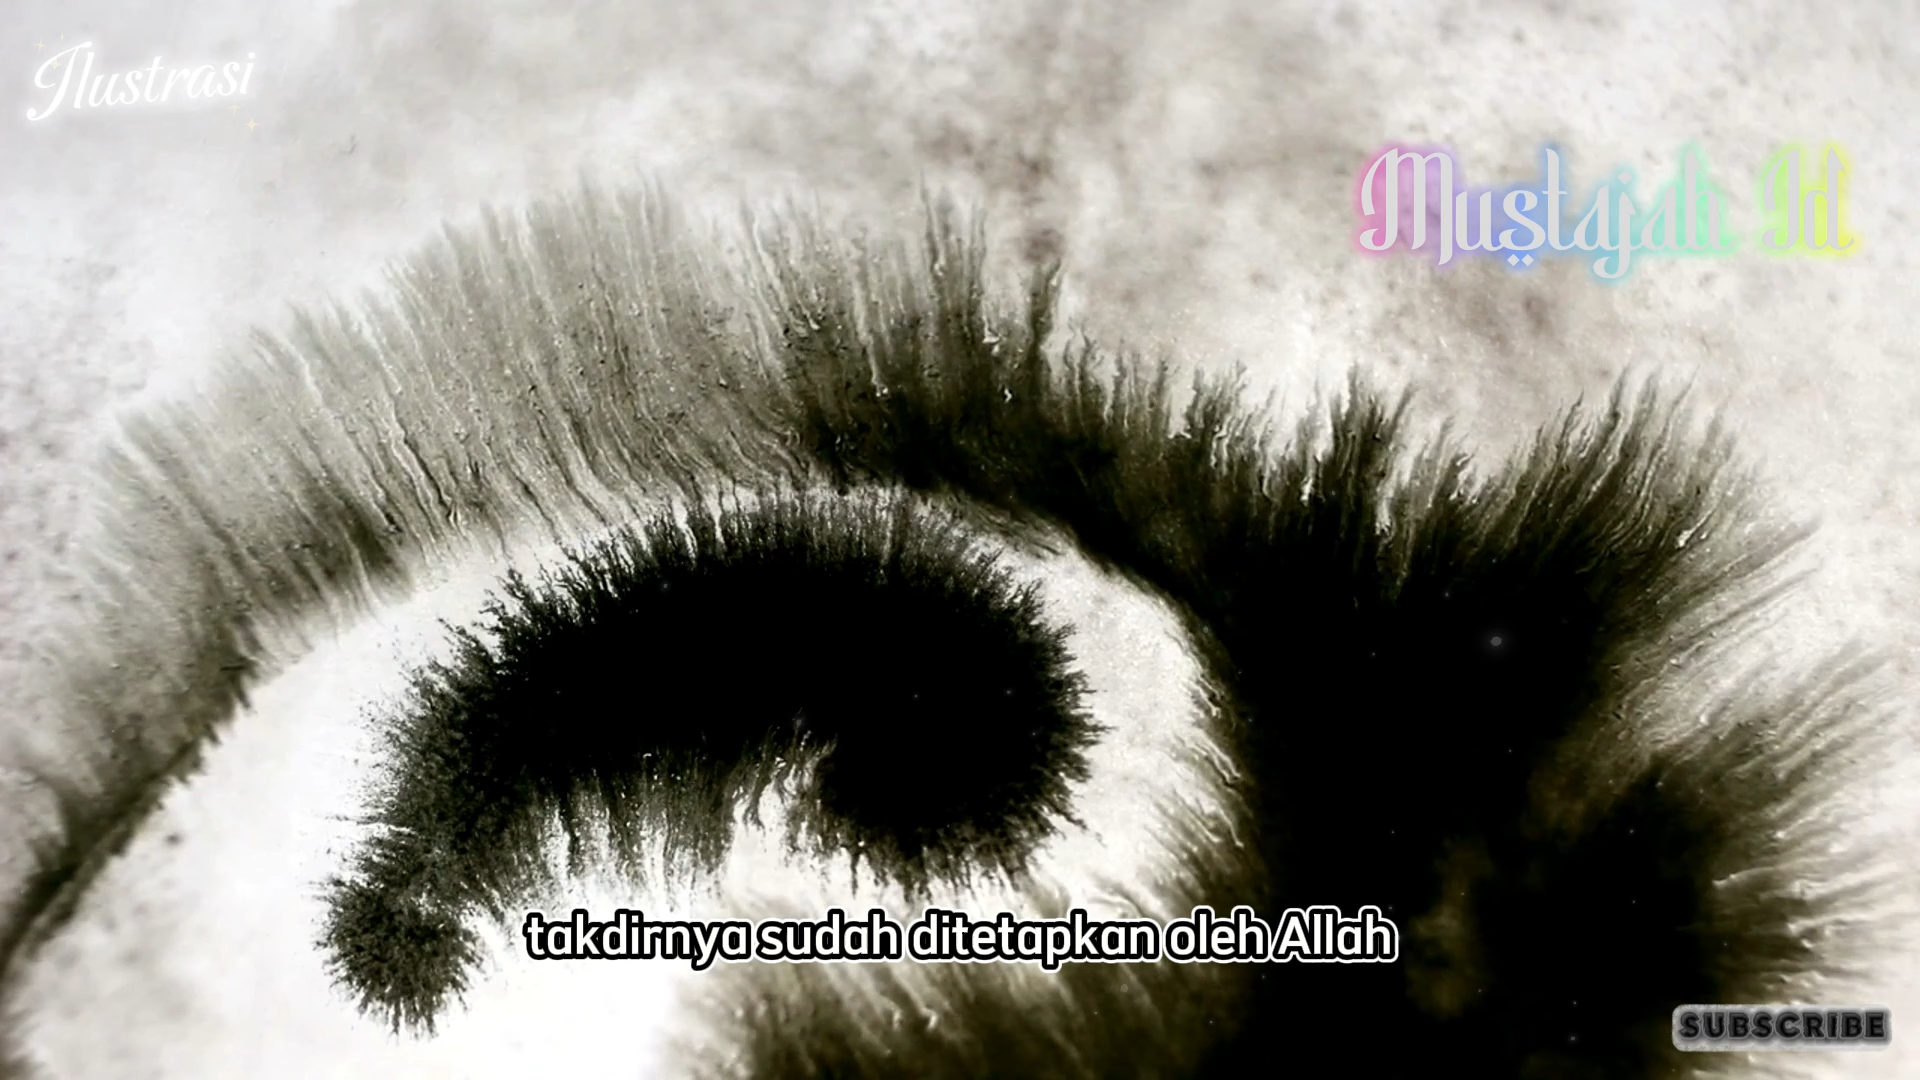 Ilustrasi
Mustajab Id
takdirnya sudah ditetapkan oleh Allah
SUBSCRIBE